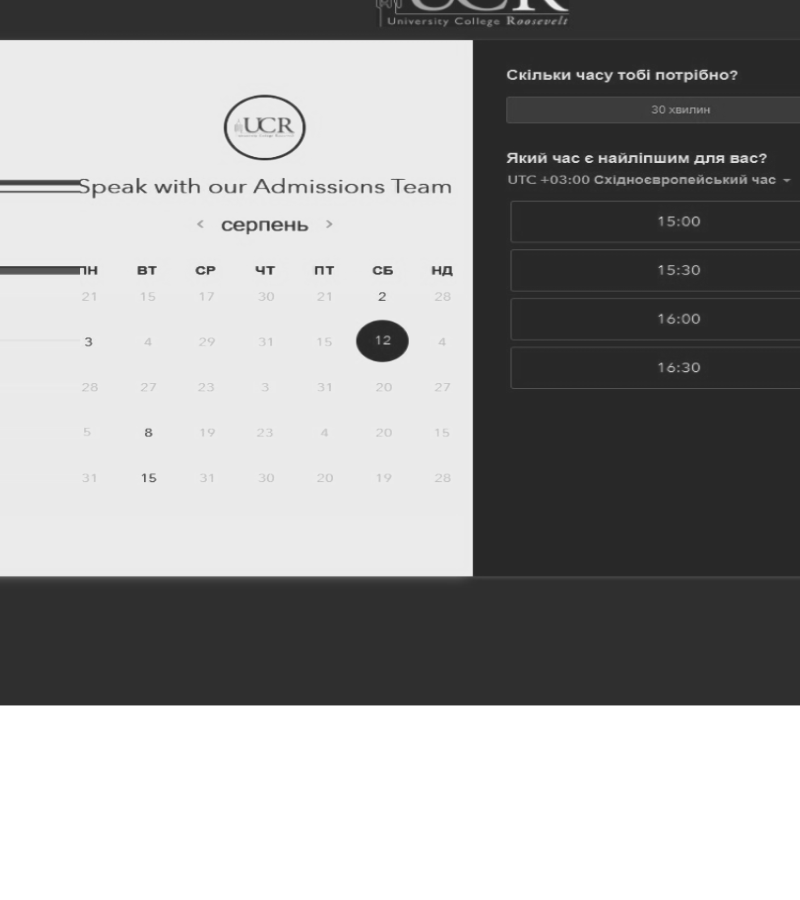 UCR
University College Roosevelt
UCR
Speak with our Admissions Team
< серпень >
ПН ВТ СР ЧТ ПТ СБ НД
21 15 17 30 21 2 28
3 4 29 31 15 12 4
28 27 23 3 31 20 27
5 8 19 23 4 20 15
31 15 31 30 20 19 28
Скільки часу тобі потрібно?
30 хвилин
Який час є найліпшим для вас?
UTC +03:00 Східноєвропейський час
15:00
15:30
16:00
16:30